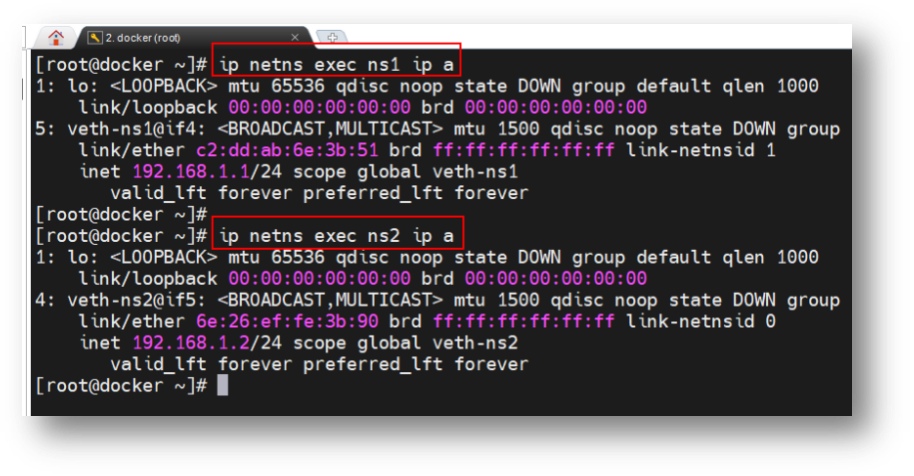 2. docker (root)
[root@docker ~]# ip netns exec ns1 ip a
1: lo: <LOOPBACK> mtu 65536 qdisc noop state DOWN group default qlen 1000
    link/loopback 00:00:00:00:00:00 brd 00:00:00:00:00:00
5: veth-ns1@if4: <BROADCAST,MULTICAST> mtu 1500 qdisc noop state DOWN group
    link/ether c2:dd:ab:6e:3b:51 brd ff:ff:ff:ff:ff:ff link-netnsid 1
    inet 192.168.1.1/24 scope global veth-ns1
       valid_lft forever preferred_lft forever
[root@docker ~]#
[root@docker ~]# ip netns exec ns2 ip a
1: lo: <LOOPBACK> mtu 65536 qdisc noop state DOWN group default qlen 1000
    link/loopback 00:00:00:00:00:00 brd 00:00:00:00:00:00
4: veth-ns2@if5: <BROADCAST,MULTICAST> mtu 1500 qdisc noop state DOWN group
    link/ether 6e:26:ef:fe:3b:90 brd ff:ff:ff:ff:ff:ff link-netnsid 0
    inet 192.168.1.2/24 scope global veth-ns2
       valid_lft forever preferred_lft forever
[root@docker ~]#